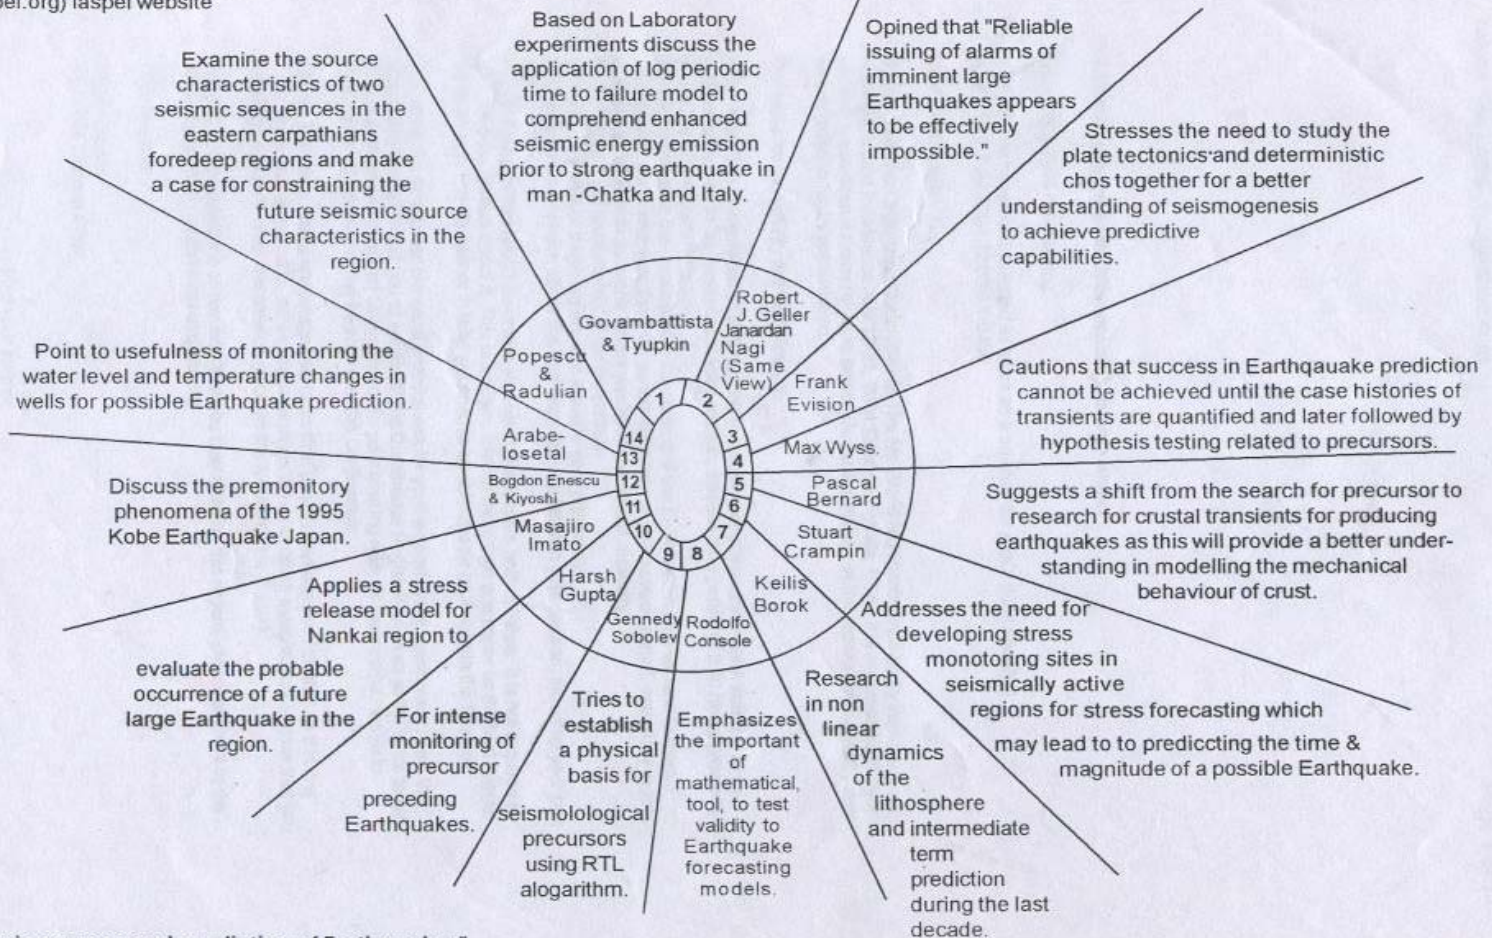 iaspei website
Based on Laboratory
experiments discuss the
application of log periodic
time to failure model to
comprehend enhanced
seismic energy emission
prior to strong earthquake in
man -Chatka and Italy.
Opined that "Reliable
issuing of alarms of
imminent large
Earthquakes appears
to be effectively
impossible."
Stresses the need to study the
plate tectonics and deterministic
chos together for a better
understanding of seismogenesis
to achieve predictive
capabilities.
Cautions that success in Earthqauake prediction
cannot be achieved until the case histories of
transients are quantified and later followed by
hypothesis testing related to precursors.
Suggests a shift from the search for precursor to
research for crustal transients for producing
earthquakes as this will provide a better under-
standing in modelling the mechanical
behaviour of crust.
Addresses the need for
developing stress
monotoring sites in
seismically active
regions for stress forecasting which
may lead to to prediccting the time &
magnitude of a possible Earthquake.
Research
in non
linear
dynamics
of the
lithosphere
and intermediate
term
prediction
during the last
decade.
Emphasizes
the important
of
mathematical,
tool, to test
validity to
Earthquake
forecasting
models.
Tries to
establish
a physical
basis for
seismolological
precursors
using RTL
alogarithm.
For intense
monitoring of
precursor
preceding
Earthquakes.
Applies a stress
release model for
Nankai region to
evaluate the probable
occurrence of a future
large Earthquake in the
region.
Discuss the premonitory
phenomena of the 1995
Kobe Earthquake Japan.
Point to usefulness of monitoring the
water level and temperature changes in
wells for possible Earthquake prediction.
Examine the source
characteristics of two
seismic sequences in the
eastern carpathians
foredeep regions and make
a case for constraining the
future seismic source
characteristics in the
region.
Govambattista
& Tyupkin
Robert.
J. Geller
Janardan
Nagi
(Same
View)
Frank
Evision
Max Wyss.
Pascal
Bernard
Stuart
Crampin
Keilis
Borok
Rodolfo
Console
Gennedy
Sobolev
Harsh
Gupta
Masajiro
Imato
Bogdon Enescu
& Kiyoshi
Arabe-
losetal
Popescu
&
Radulian
1
2
3
4
5
6
7
8
9
10
11
12
13
14